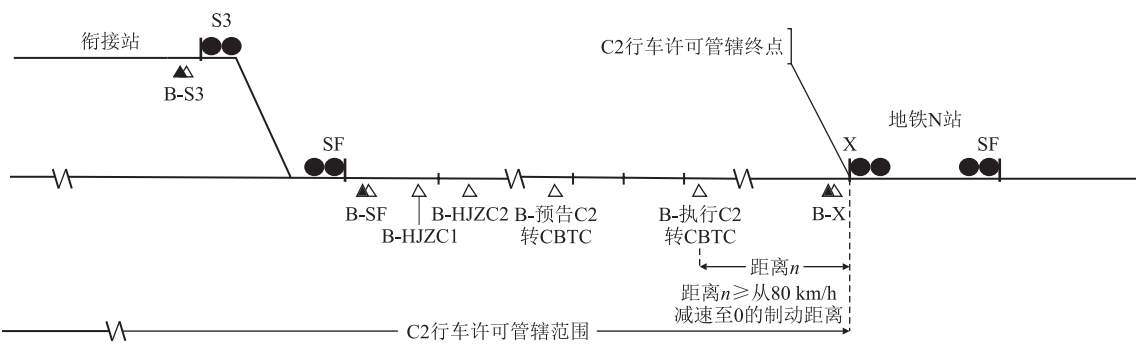 衔接站
S3
B-S3
C2行车许可管辖终点
SF
X
地铁N站
SF
B-SF
B-HJZC1
B-HJZC2
B-预告C2
转CBTC
B-执行C2
转CBTC
B-X
距离n
距离n≥从80 km/h
减速至0的制动距离
C2行车许可管辖范围